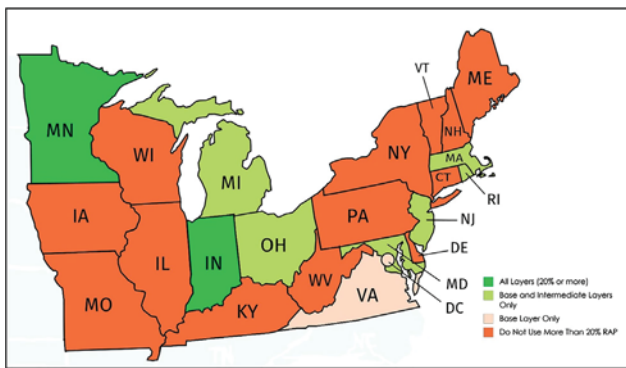 VT
ME
MN
NH
WI
NY
MA
MI
CT
RI
IA
PA
NJ
IL
IN
OH
DE
WV
MD
MO
KY
VA
DC
All Layers (20% or more)
Base and Intermediate Layers
Only
Base Layer Only
Do Not Use More Than 20% RAP